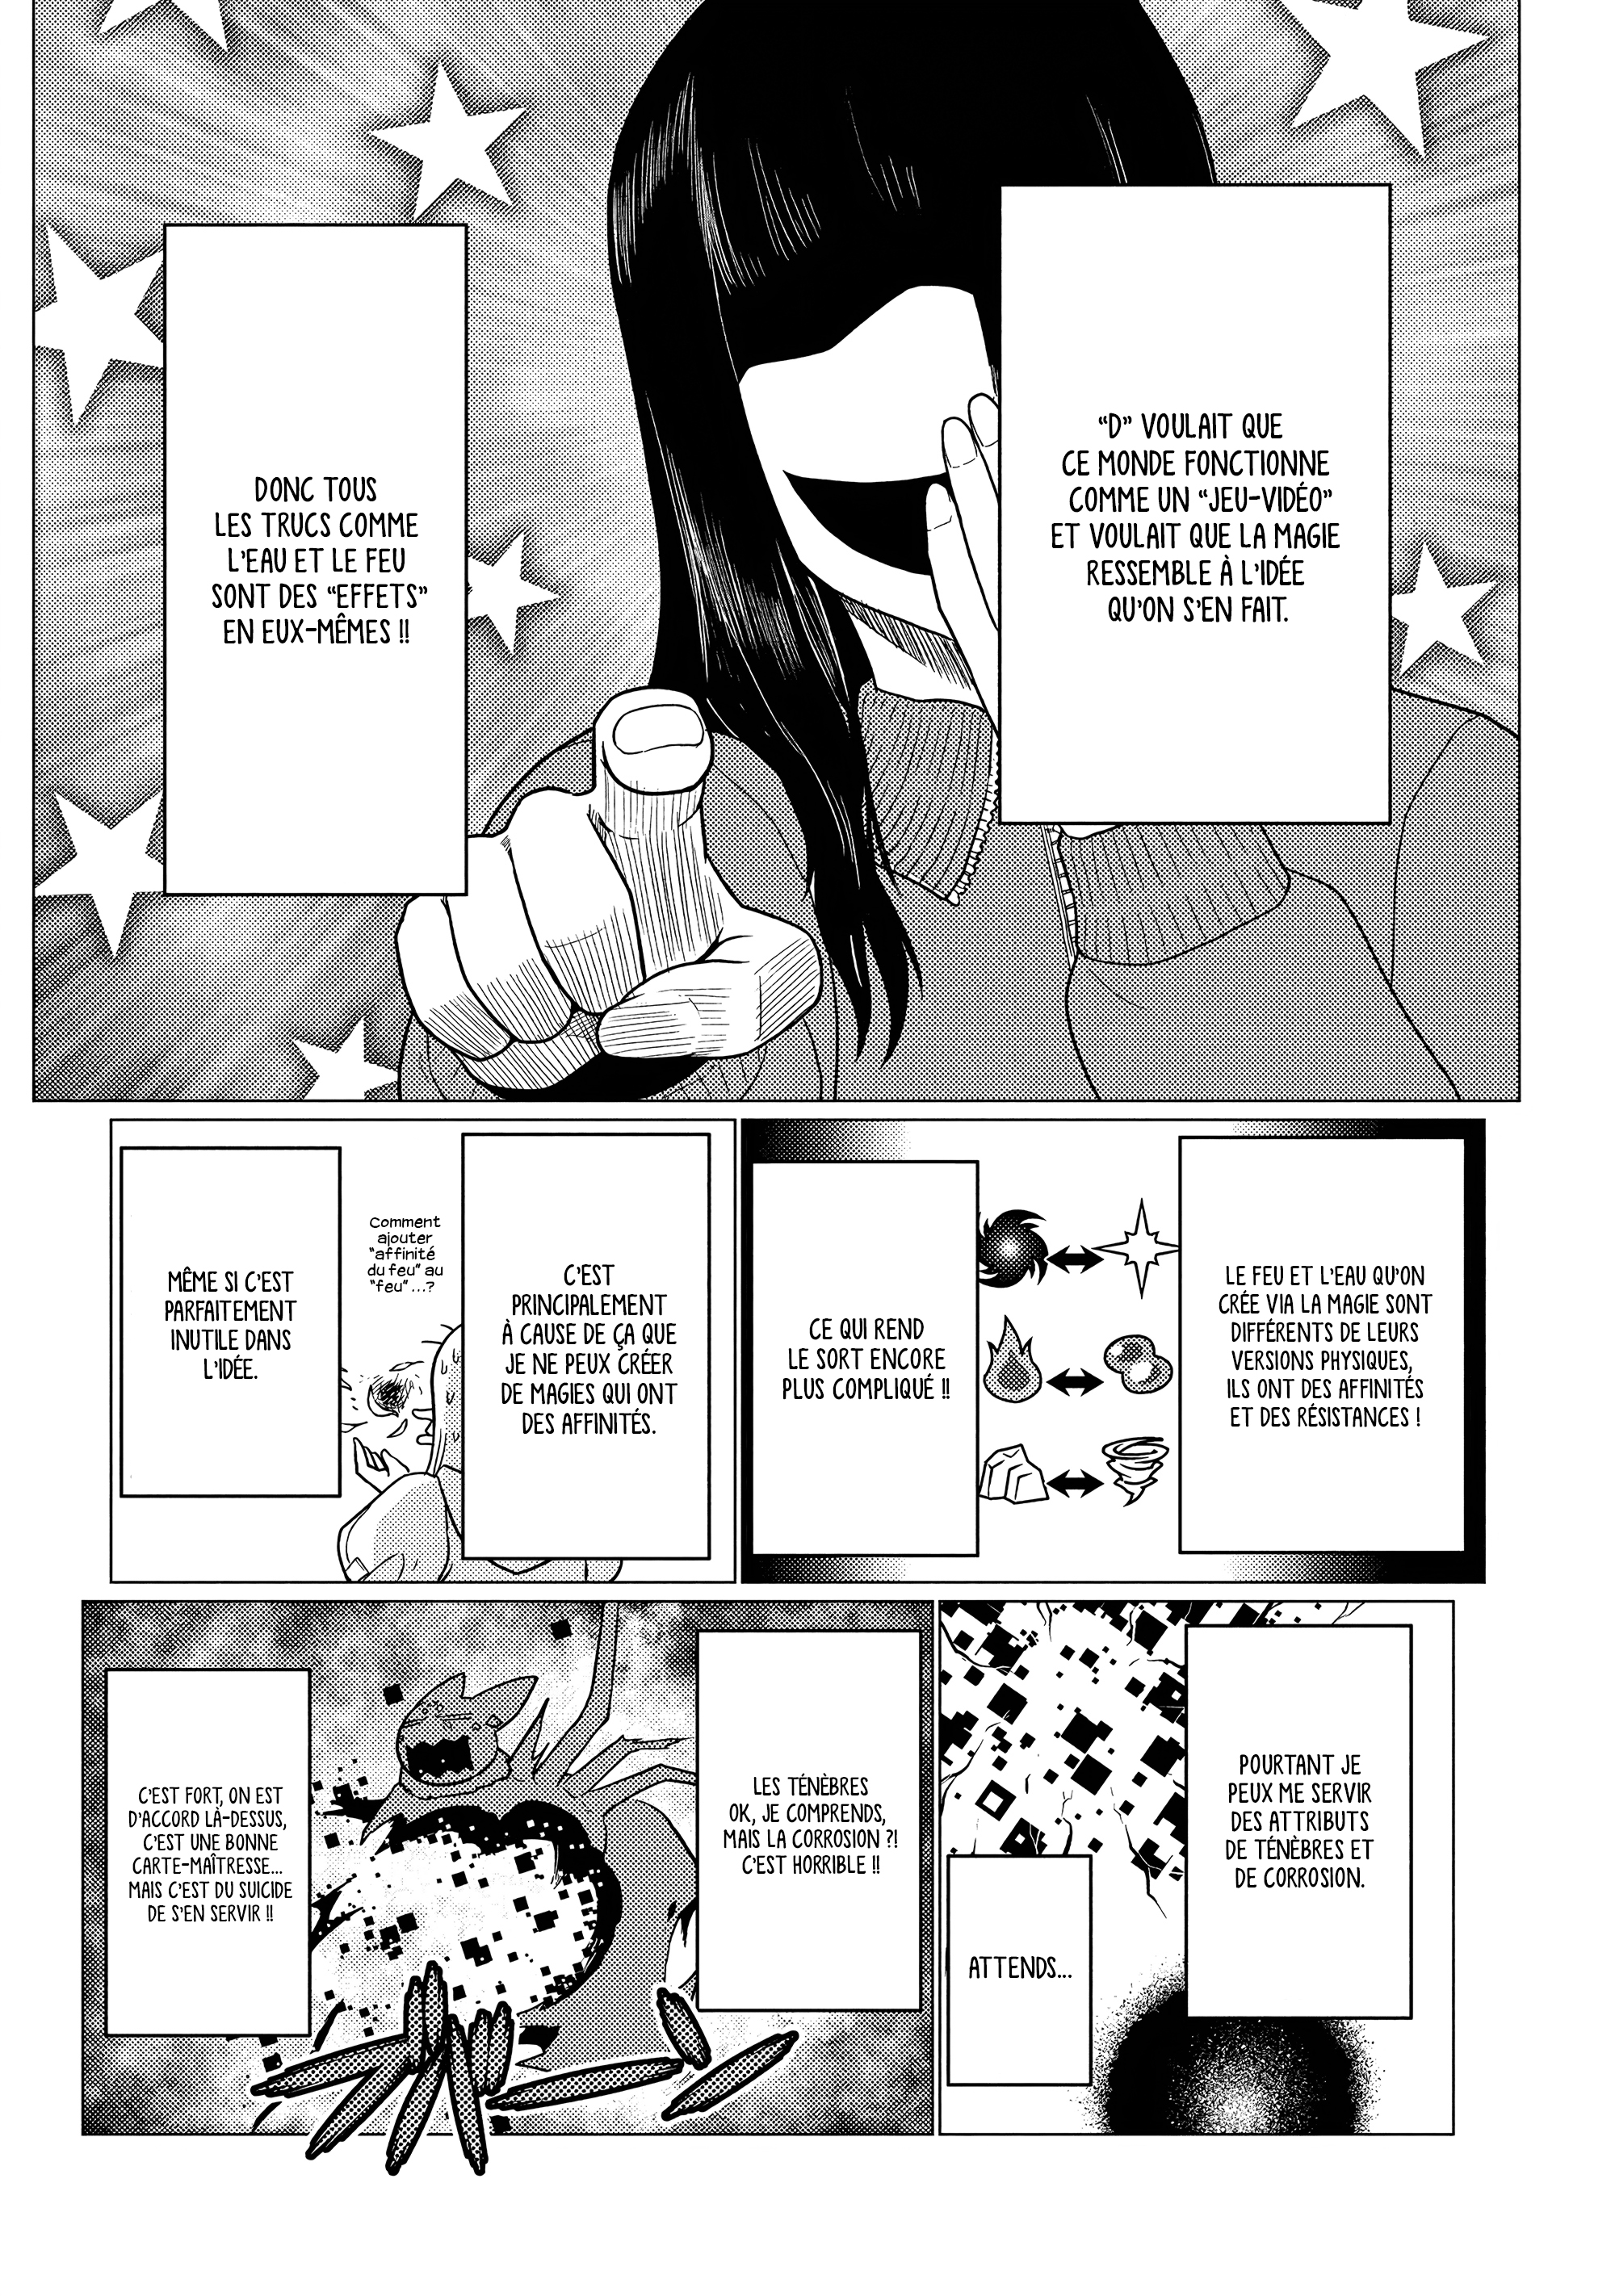 “D” VOULAIT QUE
CE MONDE FONCTIONNE
COMME UN “JEU-VIDÉO”
ET VOULAIT QUE LA MAGIE
RESSEMBLE À L’IDÉE
QU’ON S’EN FAIT.
DONC TOUS
LES TRUCS COMME
L’EAU ET LE FEU
SONT DES “EFFETS”
EN EUX-MÊMES !!
LE FEU ET L’EAU QU’ON
CRÉE VIA LA MAGIE SONT
DIFFÉRENTS DE LEURS
VERSIONS PHYSIQUES,
ILS ONT DES AFFINITÉS
ET DES RÉSISTANCES !
CE QUI REND
LE SORT ENCORE
PLUS COMPLIQUÉ !!
C’EST
PRINCIPALEMENT
À CAUSE DE ÇA QUE
JE NE PEUX CRÉER
DE MAGIES QUI ONT
DES AFFINITÉS.
Comment
ajouter
“affinité
du feu” au
“feu”...?
MÊME SI C’EST
PARFAITEMENT
INUTILE DANS
L’IDÉE.
POURTANT JE
PEUX ME SERVIR
DES ATTRIBUTS
DE TÉNÈBRES ET
DE CORROSION.
ATTENDS...
LES TÉNÈBRES
OK, JE COMPRENDS,
MAIS LA CORROSION ?!
C’EST HORRIBLE !!
C’EST FORT, ON EST
D’ACCORD LÀ-DESSUS,
C’EST UNE BONNE
CARTE-MAÎTRESSE...
MAIS C’EST DU SUICIDE
DE S’EN SERVIR !!